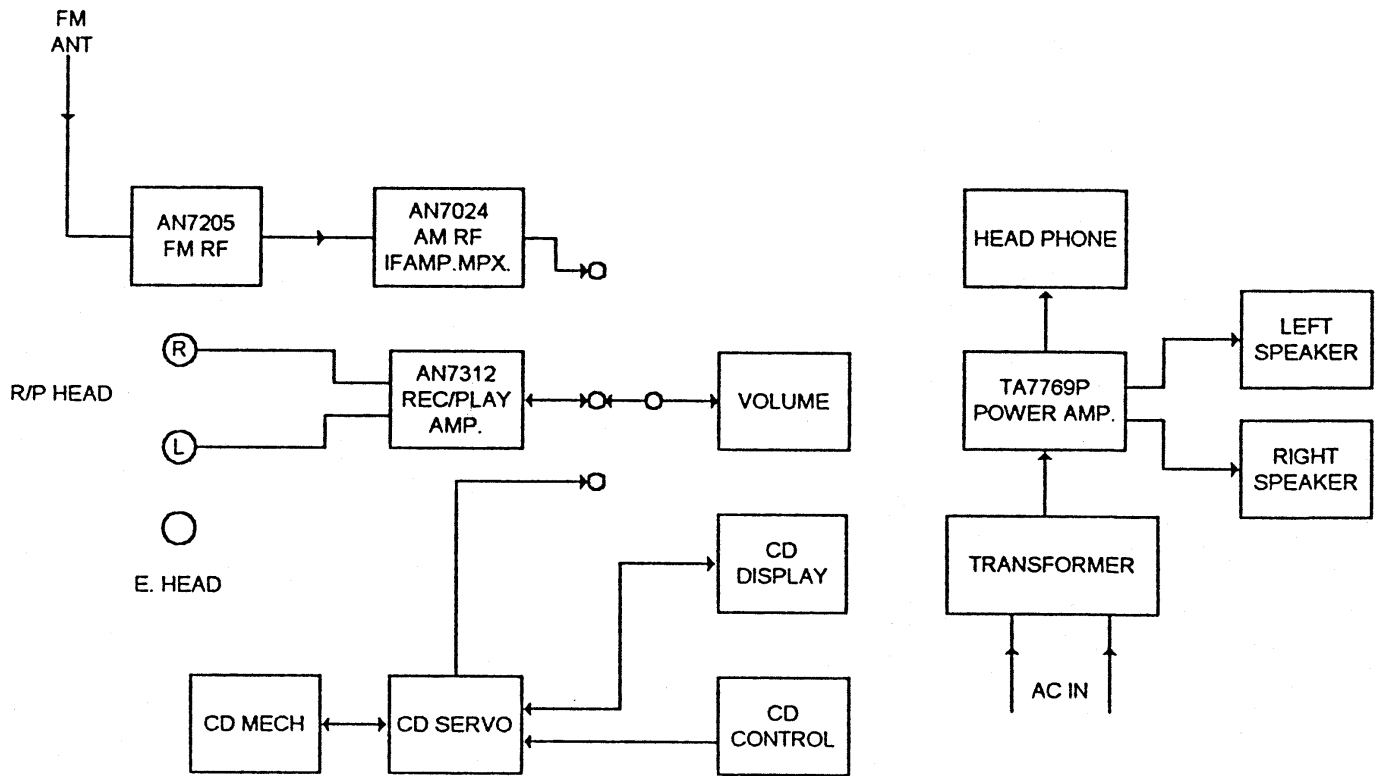 FM
ANT
AN7205
FM RF
AN7024
AM RF
IFAMP.MPX.
HEAD PHONE
R/P HEAD
R
L
AN7312
REC/PLAY
AMP.
VOLUME
TA7769P
POWER AMP.
LEFT
SPEAKER
RIGHT
SPEAKER
E. HEAD
CD
DISPLAY
TRANSFORMER
AC IN
CD MECH
CD SERVO
CD
CONTROL